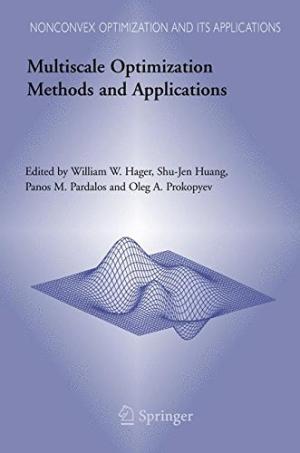 NONCONVEX OPTIMIZATION AND ITS APPLICATIONS
Multiscale Optimization
Methods and Applications
Edited by William W. Hager, Shu-Jen Huang,
Panos M. Pardalos and Oleg A. Prokopyev
Springer